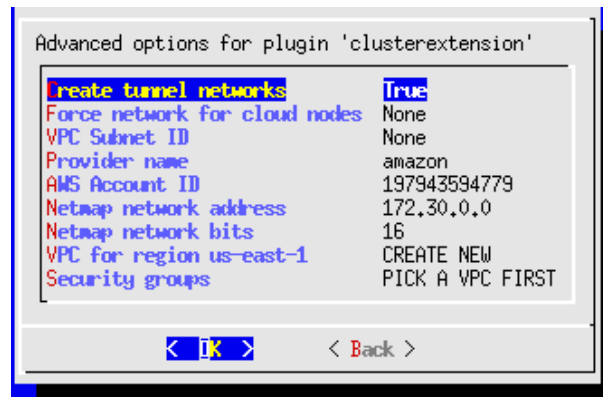 Advanced options for plugin 'clusterextension'
Create tunnel networks True
Force network for cloud nodes None
VPC Subnet ID None
Provider name amazon
AWS Account ID 197943594779
Netmap network address 172.30.0.0
Netmap network bits 16
VPC for region us-east-1 CREATE NEW
Security groups PICK A VPC FIRST
< OK > < Back >